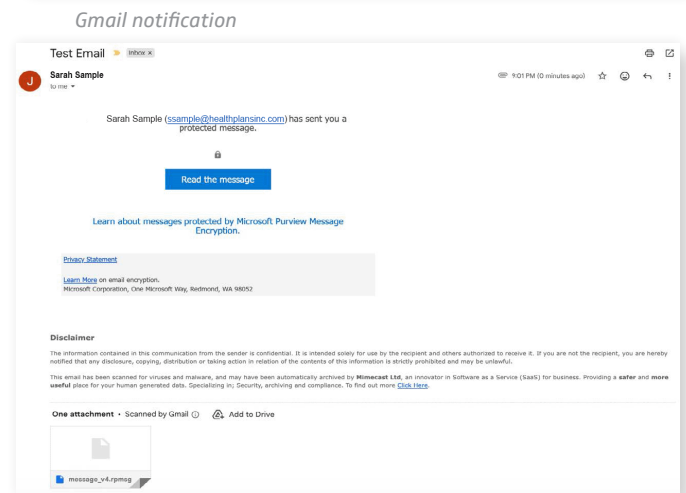 Gmail notification
Test Email Inbox x
J
Sarah Sample
9:01 PM (0 minutes ago)
to me
Sarah Sample (ssample@healthplansinc.com) has sent you a
protected message.
Read the message
Learn about messages protected by Microsoft Purview Message
Encryption.
Privacy Statement
Learn More on email encryption.
Microsoft Corporation, One Microsoft Way, Redmond, WA 98052
Disclaimer
The information contained in this communication from the sender is confidential. It is intended solely for use by the recipient and others authorized to receive it. If you are not the recipient, you are hereby
notified that any disclosure, copying, distribution or taking action in relation of the contents of this information is strictly prohibited and may be unlawful.
This email has been scanned for viruses and malware, and may have been automatically archived by Mimecast Ltd, an innovator in Software as a Service (SaaS) for business. Providing a safer and more
useful place for your human generated data. Specializing in; Security, archiving and compliance. To find out more Click Here.
One attachment • Scanned by Gmail Add to Drive
message_v4.rpmsg